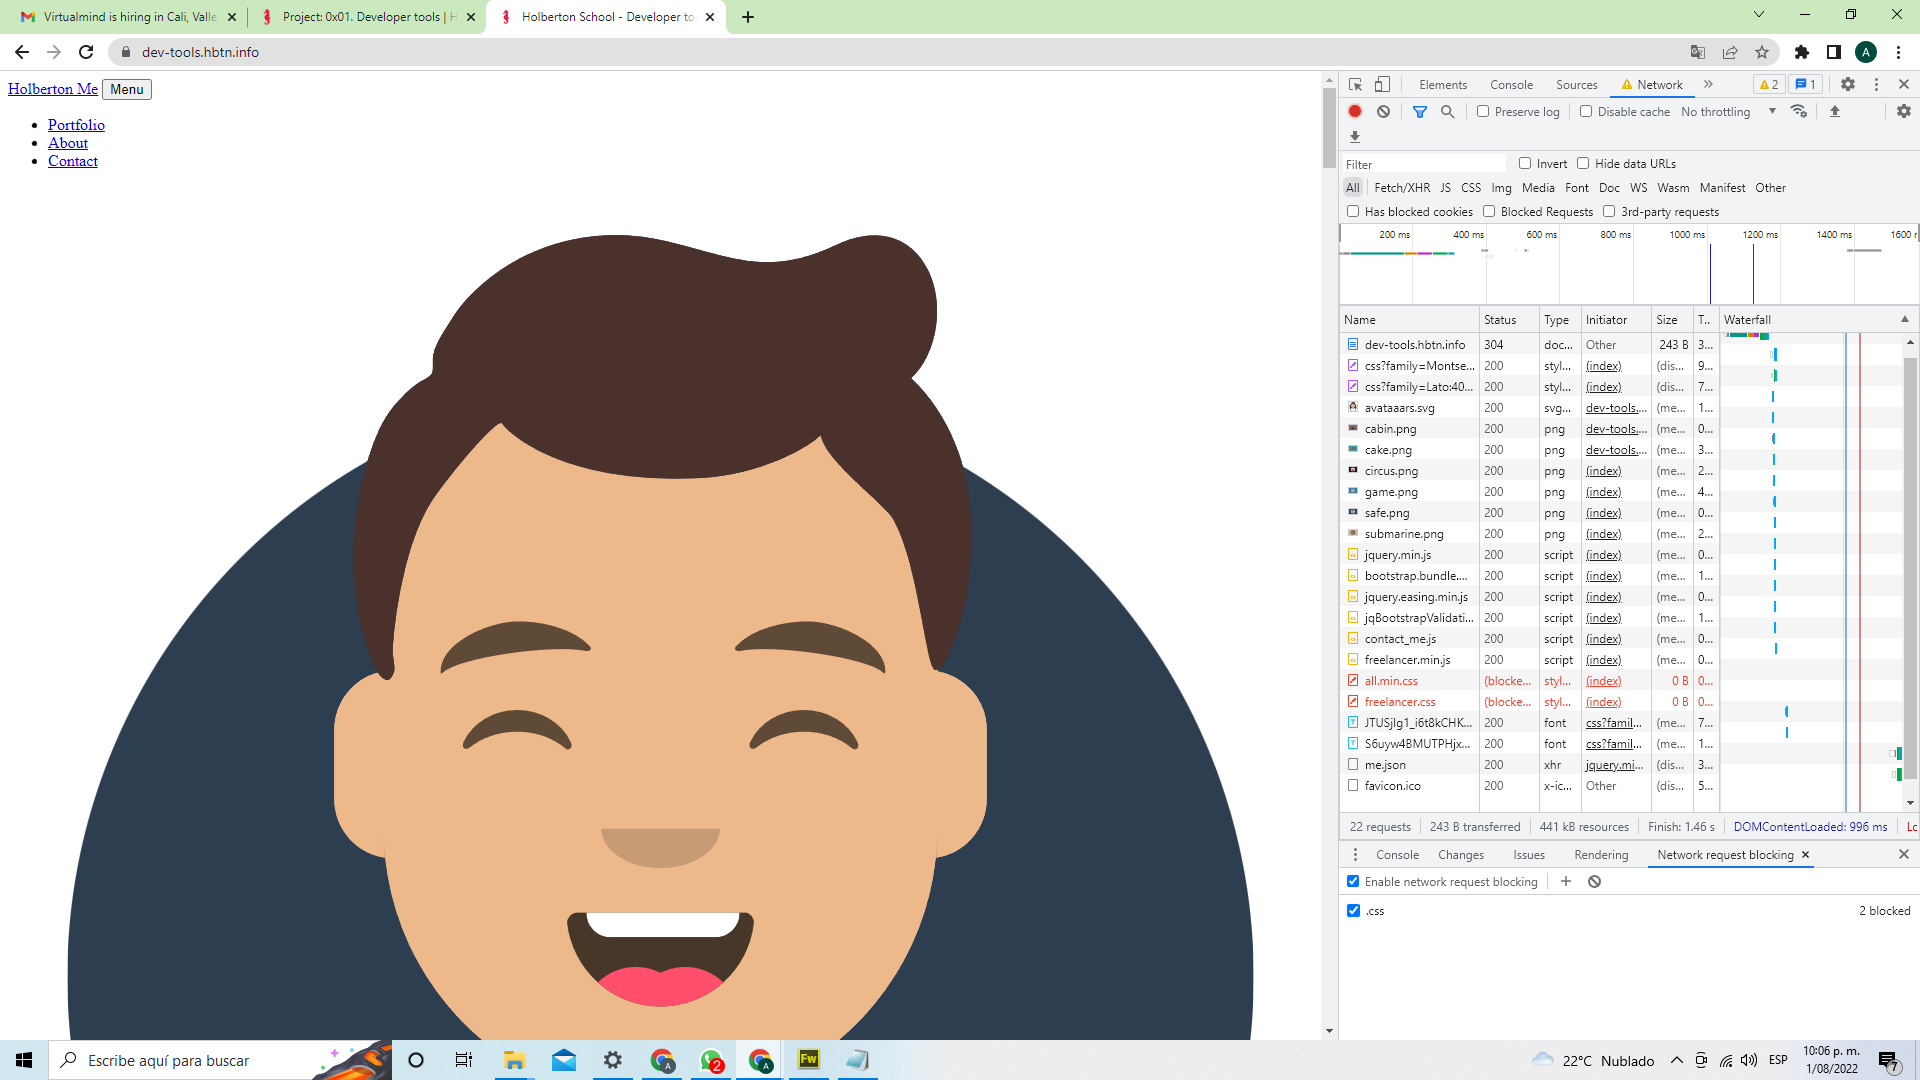 Virtualmind is hiring in Cali, Valle
Project: 0x01. Developer tools | H
Holberton School - Developer to
dev-tools.hbtn.info
A
Holberton Me
Menu
Portfolio
About
Contact
Elements
Console
Sources
Network
2
1
Preserve log
Disable cache
No throttling
Filter
Invert
Hide data URLs
All
Fetch/XHR
JS
CSS
Img
Media
Font
Doc
WS
Wasm
Manifest
Other
Has blocked cookies
Blocked Requests
3rd-party requests
200 ms
400 ms
600 ms
800 ms
1000 ms
1200 ms
1400 ms
1600 r
Name Status Type Initiator Size T.. Waterfall
dev-tools.hbtn.info 304 doc... Other 243 B 3...
css?family=Montse... 200 styl... (index) (dis... 9...
css?family=Lato:40... 200 styl... (index) (dis... 7...
avataaars.svg 200 svg... dev-tools.... (me... 1...
cabin.png 200 png dev-tools.... (me... 0...
cake.png 200 png dev-tools.... (me... 3...
circus.png 200 png (index) (me... 2...
game.png 200 png (index) (me... 4...
safe.png 200 png (index) (me... 0...
submarine.png 200 png (index) (me... 2...
jquery.min.js 200 script (index) (me... 0...
bootstrap.bundle.... 200 script (index) (me... 1...
jquery.easing.min.js 200 script (index) (me... 0...
jqBootstrapValidati... 200 script (index) (me... 1...
contact_me.js 200 script (index) (me... 0...
freelancer.min.js 200 script (index) (me... 0...
all.min.css (blocke... styl... (index) 0 B 0...
freelancer.css (blocke... styl... (index) 0 B 0...
JTUSjIg1_i6t8kCHK... 200 font css?famil... (me... 7...
S6uyw4BMUTPHjx... 200 font css?famil... (me... 1...
me.json 200 xhr jquery.mi... (dis... 3...
favicon.ico 200 x-ic... Other (dis... 5...
22 requests
243 B transferred
441 kB resources
Finish: 1.46 s
DOMContentLoaded: 996 ms
Lc
Console
Changes
Issues
Rendering
Network request blocking
Enable network request blocking
.css
2 blocked
Escribe aquí para buscar
A
2
A
Fw
22°C Nublado
ESP
10:06 p. m.
1/08/2022
7